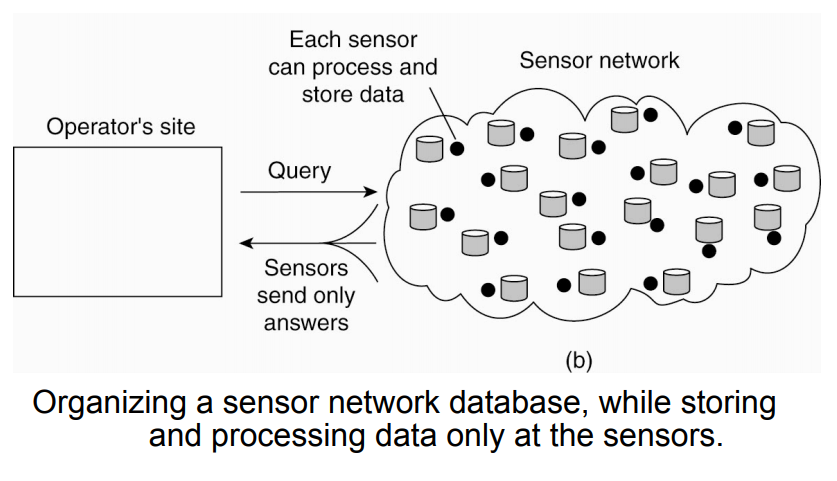 Each sensor
can process and
store data
Sensor network
Operator's site
Query
Sensors
send only
answers
(b)
Organizing a sensor network database, while storing
and processing data only at the sensors.